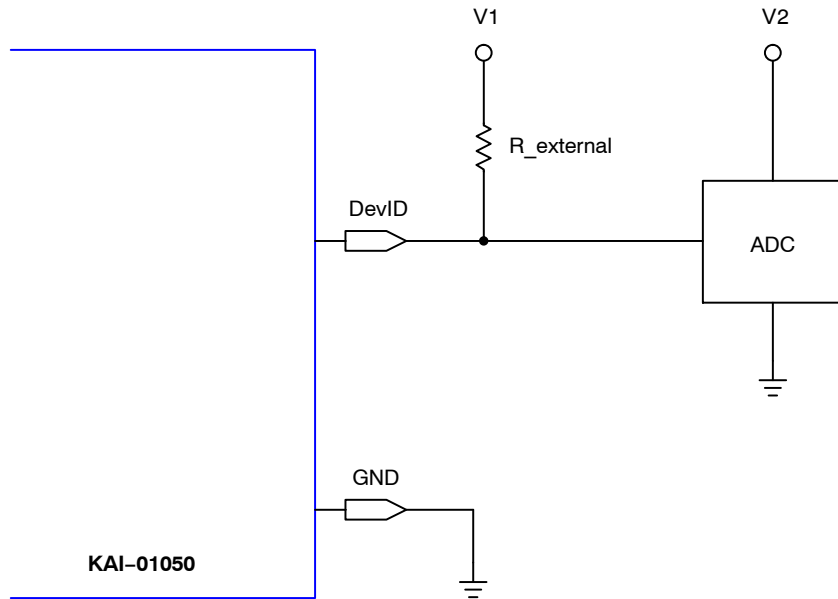 V1
V2
R_external
DevID
ADC
GND
KAI−01050